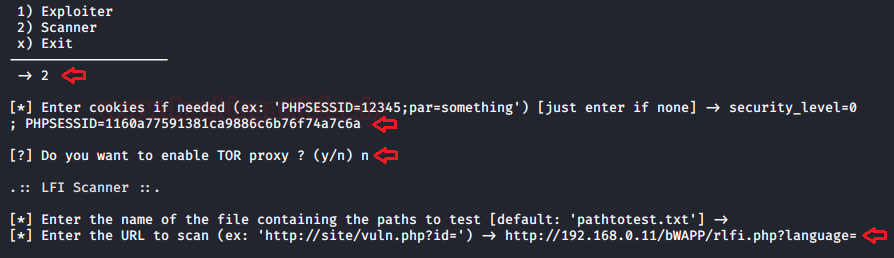 1) Exploiter
2) Scanner
x) Exit
-------------------
→ 2
[*] Enter cookies if needed (ex: 'PHPSESSID=12345;par=something') [just enter if none] → security_level=0
; PHPSESSID=1160a77591381ca9886c6b76f74a7c6a
[?] Do you want to enable TOR proxy ? (y/n) n
.:: LFI Scanner ::.
[*] Enter the name of the file containing the paths to test [default: 'pathtotest.txt'] →
[*] Enter the URL to scan (ex: 'http://site/vuln.php?id=') → http://192.168.0.11/bWAPP/rlfi.php?language=